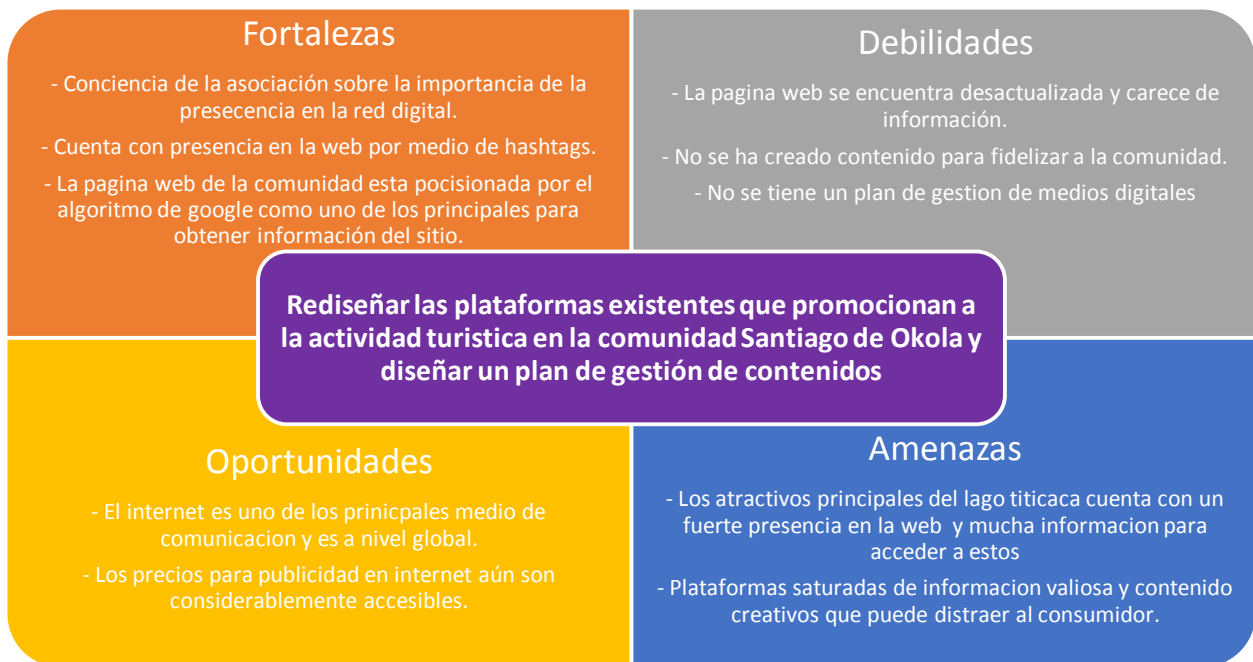 Fortalezas
- Conciencia de la asociación sobre la importancia de la
presecencia en la red digital.
- Cuenta con presencia en la web por medio de hashtags.
- La pagina web de la comunidad esta pocisionada por el
algoritmo de google como uno de los principales para
obtener información del sitio.
Debilidades
- La pagina web se encuentra desactualizada y carece de
información.
- No se ha creado contenido para fidelizar a la comunidad.
- No se tiene un plan de gestion de medios digitales
Rediseñar las plataformas existentes que promocionan a
la actividad turistica en la comunidad Santiago de Okola y
diseñar un plan de gestión de contenidos
Oportunidades
- El internet es uno de los prinicpales medio de
comunicacion y es a nivel global.
- Los precios para publicidad en internet aún son
considerablemente accesibles.
Amenazas
- Los atractivos principales del lago titicaca cuenta con un
fuerte presencia en la web y mucha informacion para
acceder a estos
- Plataformas saturadas de informacion valiosa y contenido
creativos que puede distraer al consumidor.